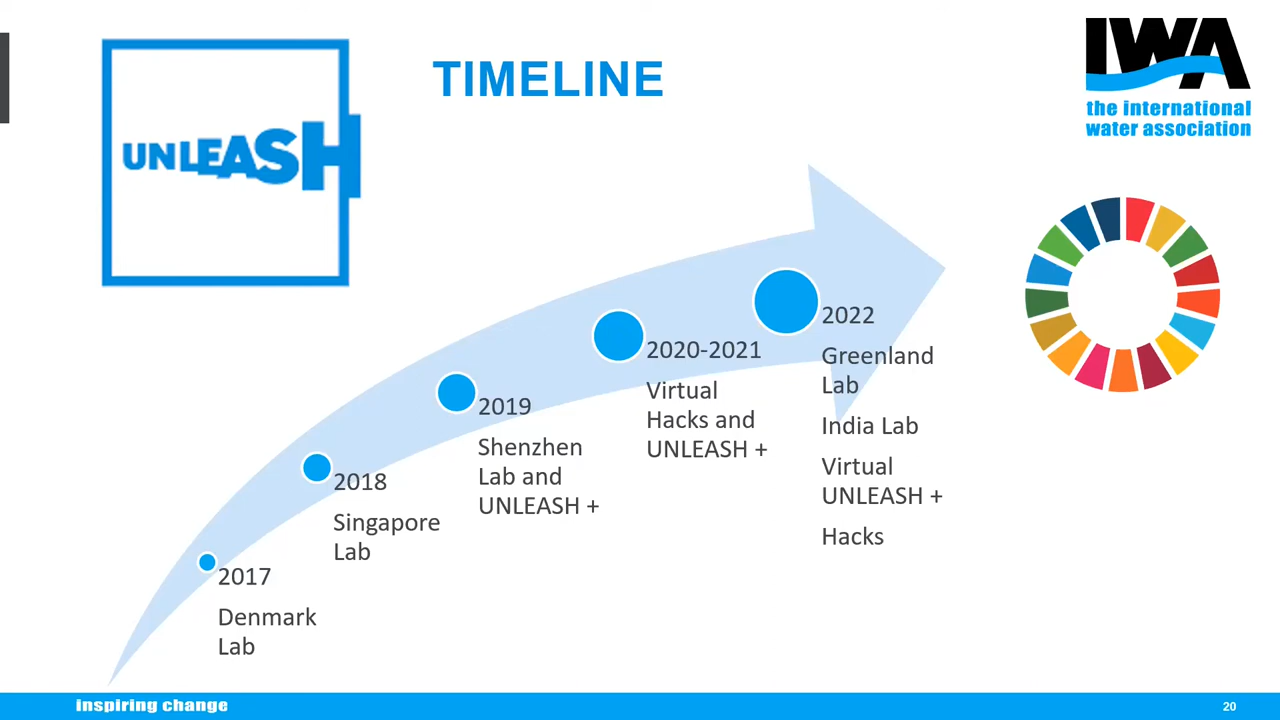 UNLEASH
TIMELINE
IWA
the international
water association
2017
Denmark
Lab
2018
Singapore
Lab
2019
Shenzhen
Lab and
UNLEASH +
2020-2021
Virtual
Hacks and
UNLEASH +
2022
Greenland
Lab
India Lab
Virtual
UNLEASH +
Hacks
inspiring change
20